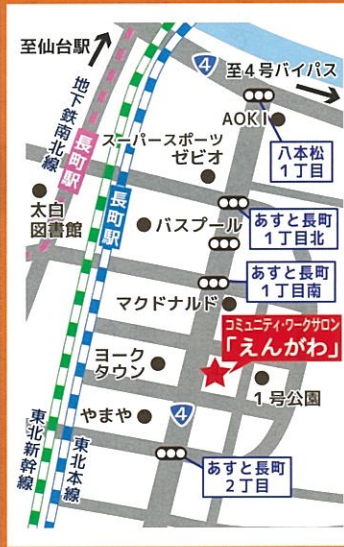 至仙台駅
4
至4号バイパス
地下鉄南北線
AOKI
スーパースポーツ
ゼビオ
八本松
1丁目
長町駅
長町駅
太白
図書館
バスプール
あすと長町
1丁目北
あすと長町
1丁目南
マクドナルド
コミュニティ・ワークサロン
「えんがわ」
ヨーク
タウン
1号公園
やまや
4
東北新幹線
東北本線
あすと長町
2丁目